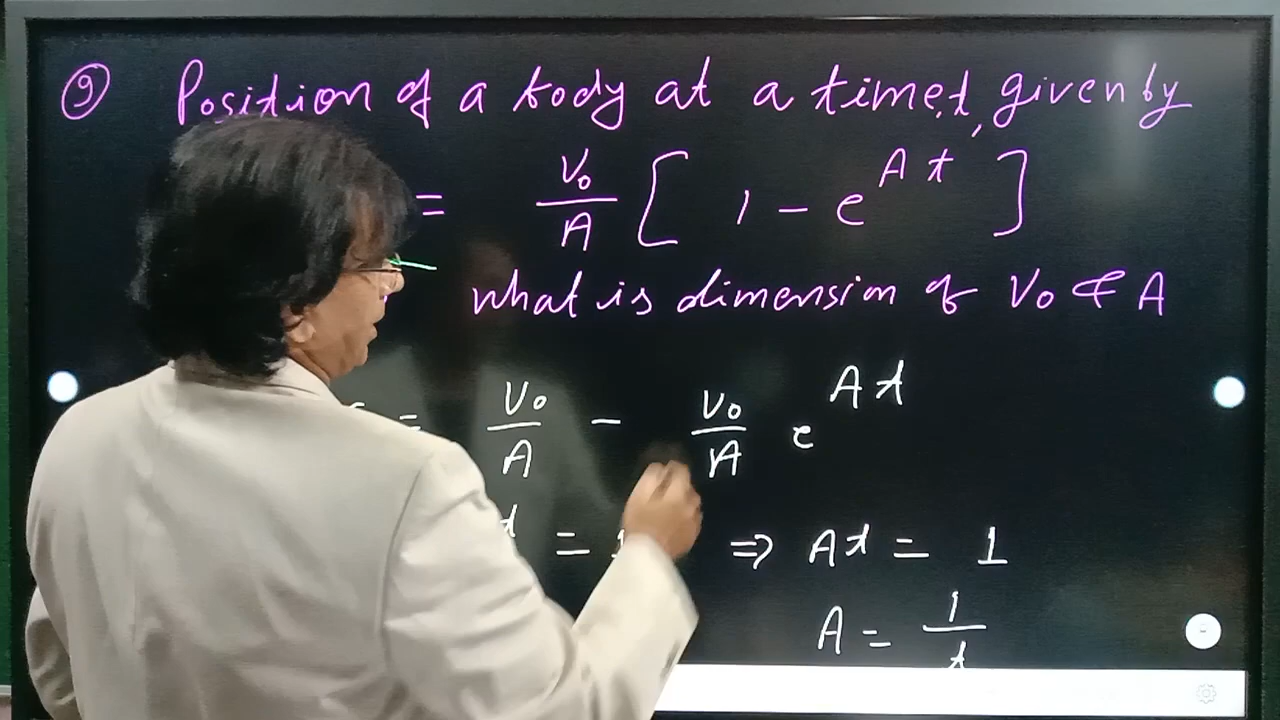 9 Position of a body at a time t, given by
= V₀/A [ 1 - e^{At} ]
what is dimension of V₀ & A
= V₀/A - V₀/A e^{At}
t = 1 ⇒ At = 1
A = 1/t